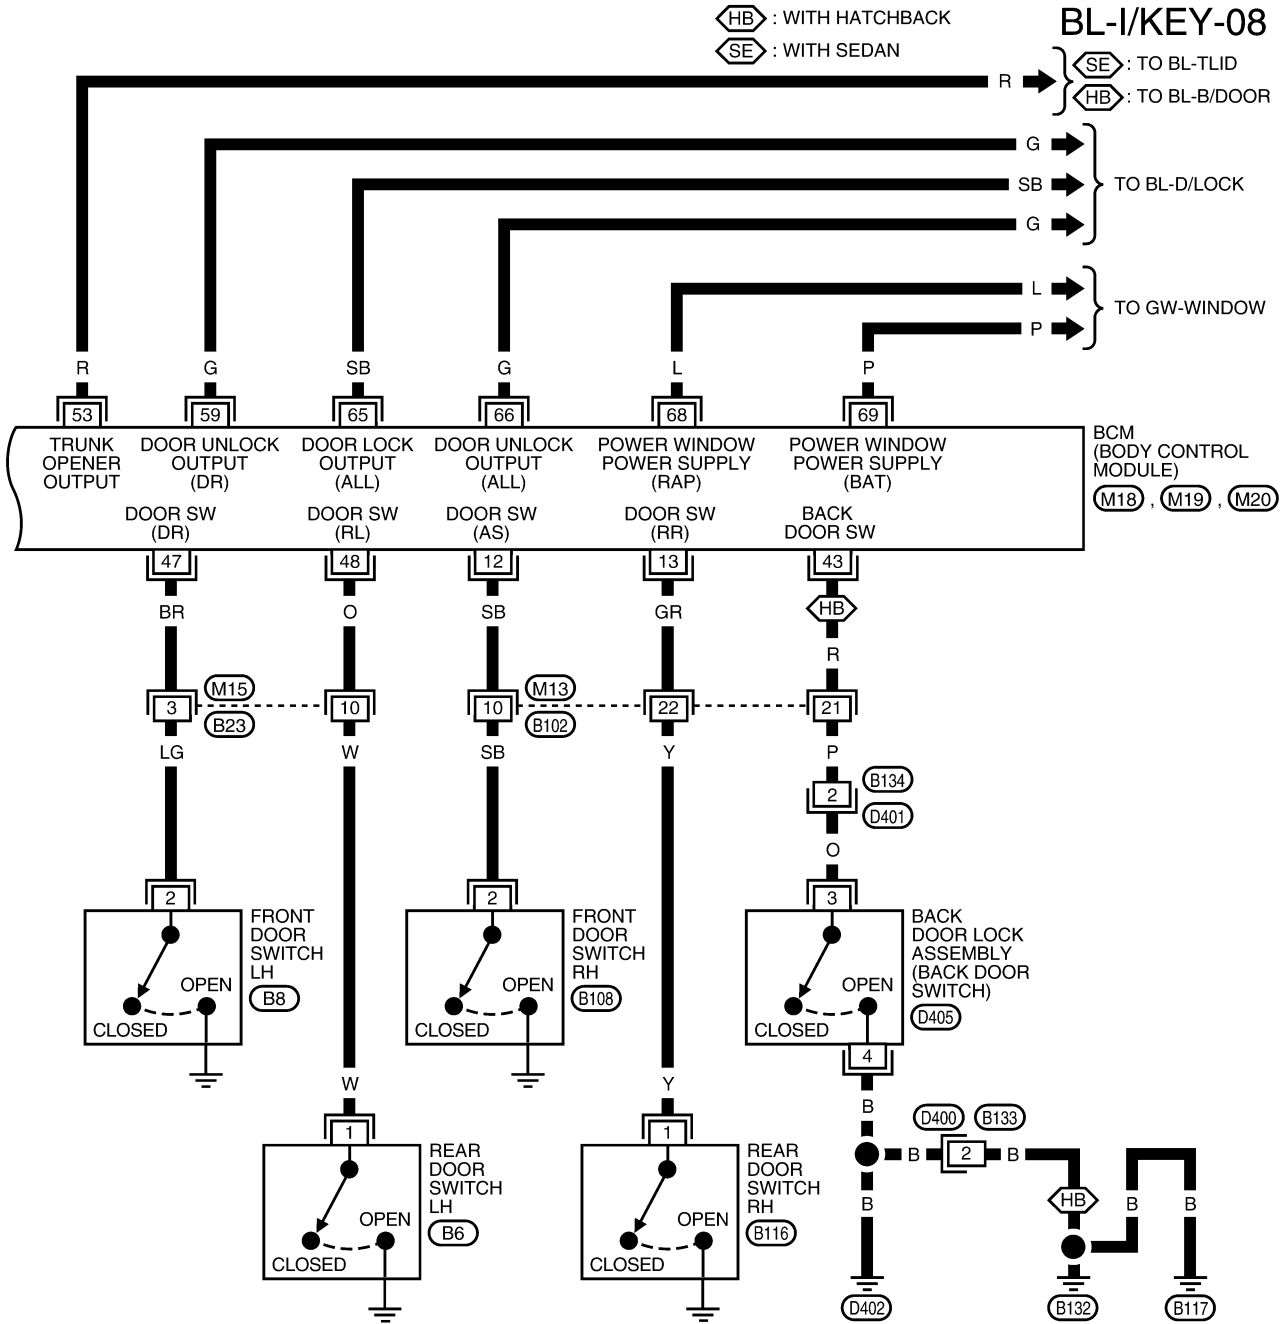 HB : WITH HATCHBACK
SE : WITH SEDAN
BL-I/KEY-08
R
SE : TO BL-TLID
HB : TO BL-B/DOOR
G
SB
G
TO BL-D/LOCK
L
P
TO GW-WINDOW
R G SB G L P
53 59 65 66 68 69
TRUNK OPENER OUTPUT
DOOR UNLOCK OUTPUT (DR)
DOOR LOCK OUTPUT (ALL)
DOOR UNLOCK OUTPUT (ALL)
POWER WINDOW POWER SUPPLY (RAP)
POWER WINDOW POWER SUPPLY (BAT)
BCM
(BODY CONTROL
MODULE)
M18 , M19 , M20
DOOR SW (DR)
DOOR SW (RL)
DOOR SW (AS)
DOOR SW (RR)
BACK DOOR SW
47 48 12 13 43
BR O SB GR HB
R
M15 M13
3 10 10 22 21
B23 B102
LG W SB Y P
B134
2
D401
O
2 2 3
FRONT
DOOR
SWITCH
LH
B8
OPEN
CLOSED
FRONT
DOOR
SWITCH
RH
B108
OPEN
CLOSED
BACK
DOOR LOCK
ASSEMBLY
(BACK DOOR
SWITCH)
D405
OPEN
CLOSED
4
W Y B
D400 B133
1 1
B 2 B
REAR
DOOR
SWITCH
LH
B6
OPEN
CLOSED
REAR
DOOR
SWITCH
RH
B116
OPEN
CLOSED
B HB B B
D402 B132 B117